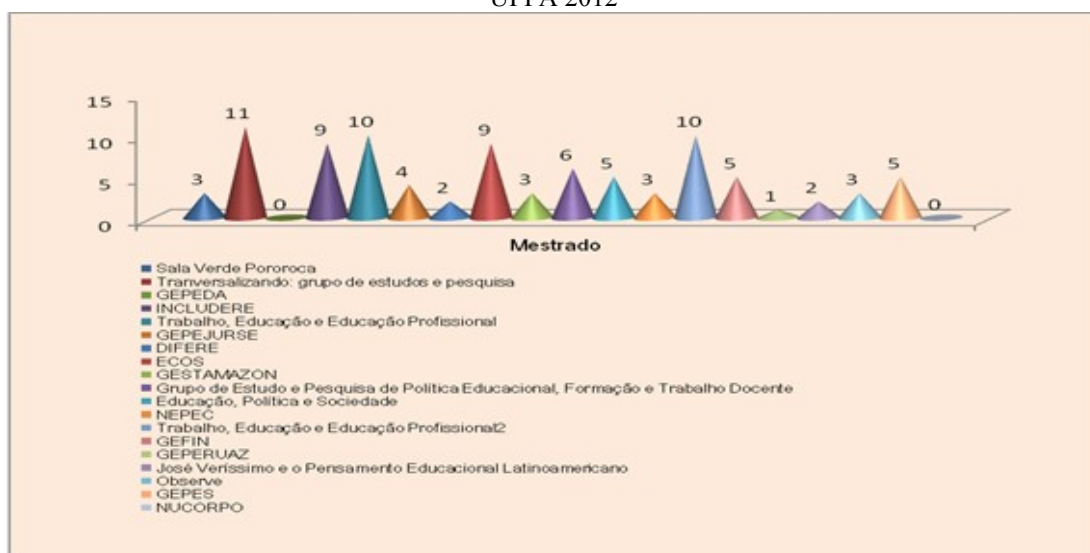 UFPA 2012
15
10
5
0
3
11
0
9
10
4
2
9
3
6
5
3
10
5
1
2
3
5
0
Mestrado
Sala Verde Pororoca
Tranversalizando: grupo de estudos e pesquisa
GEPEDA
INCLUDERE
Trabalho, Educação e Educação Profissional
GEPEJURSE
DIFERE
ECOS
GESTAMAZON
Grupo de Estudo e Pesquisa de Política Educacional, Formação e Trabalho Docente
Educação, Política e Sociedade
NEPEC
Trabalho, Educação e Educação Profissional2
GEFIN
GEPERUAZ
José Veríssimo e o Pensamento Educacional Latinoamericano
Observe
GEPES
NUCORPO